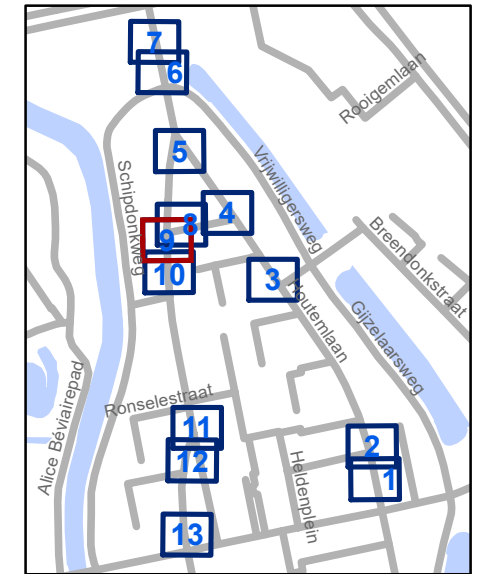 7
6
Rooigemlaan
5
Schipdonkweg
Vrijwilligersweg
4
8
9
Breendonkstraat
10
3
Houtemlaan
Gijzelaarsweg
Alice Béviairepad
Ronselestraat
11
2
12
Heldenplein
1
13